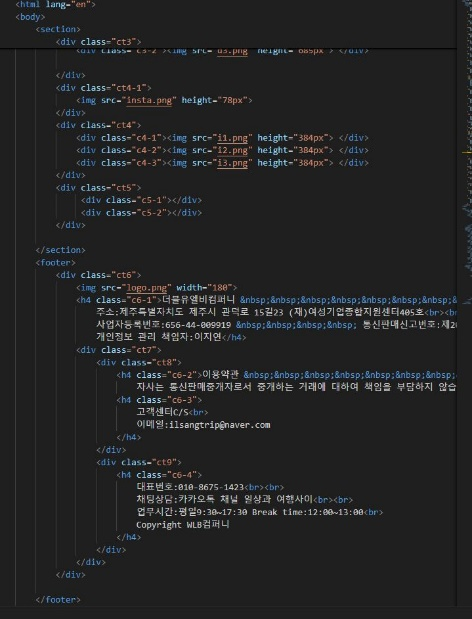 <html lang="en">
<body>
<section>
<div class="ct3">
<div class="c3-2"><img src="d3.png" height="685px"> </div>
</div>
<div class="ct4-1">
<img src="insta.png" height="78px">
</div>
<div class="ct4">
<div class="c4-1"><img src="i1.png" height="384px"> </div>
<div class="c4-2"><img src="i2.png" height="384px"> </div>
<div class="c4-3"><img src="i3.png" height="384px"> </div>
</div>
<div class="ct5">
<div class="c5-1"></div>
<div class="c5-2"></div>
</div>
</section>
<footer>
<div class="ct6">
<img src="logo.png" width="180">
<h4 class="c6-1">더블유엘비컴퍼니 &nbsp;&nbsp;&nbsp;&nbsp;&nbsp;&
주소:제주특별자치도 제주시 관덕로 15길23 (재)여성기업종합지원센터405호<br><br
사업자등록번호:656-44-009919 &nbsp;&nbsp;&nbsp;&nbsp; 통신판매신고번호:제20
개인정보 관리 책임자:이지연</h4>
<div class="ct7">
<div class="ct8">
<h4 class="c6-2">이용약관 &nbsp;&nbsp;&nbsp;&nbsp;&nbsp;&nbsp;
자사는 통신판매중개자로서 중개하는 거래에 대하여 책임을 부담하지 않습
<h4 class="c6-3">
고객센터C/S<br>
이메일:ilsangtrip@naver.com
</h4>
</div>
<div class="ct9">
<h4 class="c6-4">
대표번호:010-8675-1423<br><br>
채팅상담:카카오톡 채널 일상과 여행사이<br><br>
업무시간:평일9:30~17:30 Break time:12:00~13:00<br>
Copyright WLB컴퍼니
</h4>
</div>
</div>
</div>
</footer>